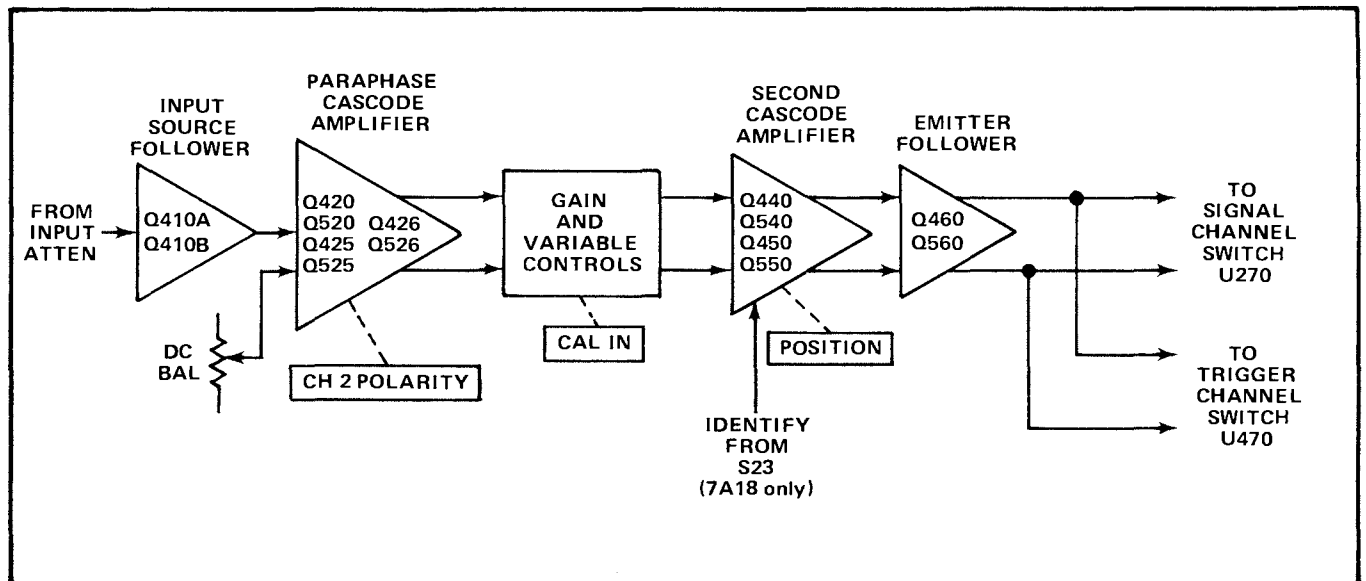 INPUT
SOURCE
FOLLOWER
PARAPHASE
CASCODE
AMPLIFIER
SECOND
CASCODE
AMPLIFIER
EMITTER
FOLLOWER
FROM
INPUT
ATTEN
Q410A
Q410B
Q420
Q520 Q426
Q425 Q526
Q525
GAIN
AND
VARIABLE
CONTROLS
Q440
Q540
Q450
Q550
Q460
Q560
TO
SIGNAL
CHANNEL
SWITCH
U270
DC
BAL
CH 2 POLARITY
CAL IN
POSITION
TO
TRIGGER
CHANNEL
SWITCH
U470
IDENTIFY
FROM
S23
(7A18 only)